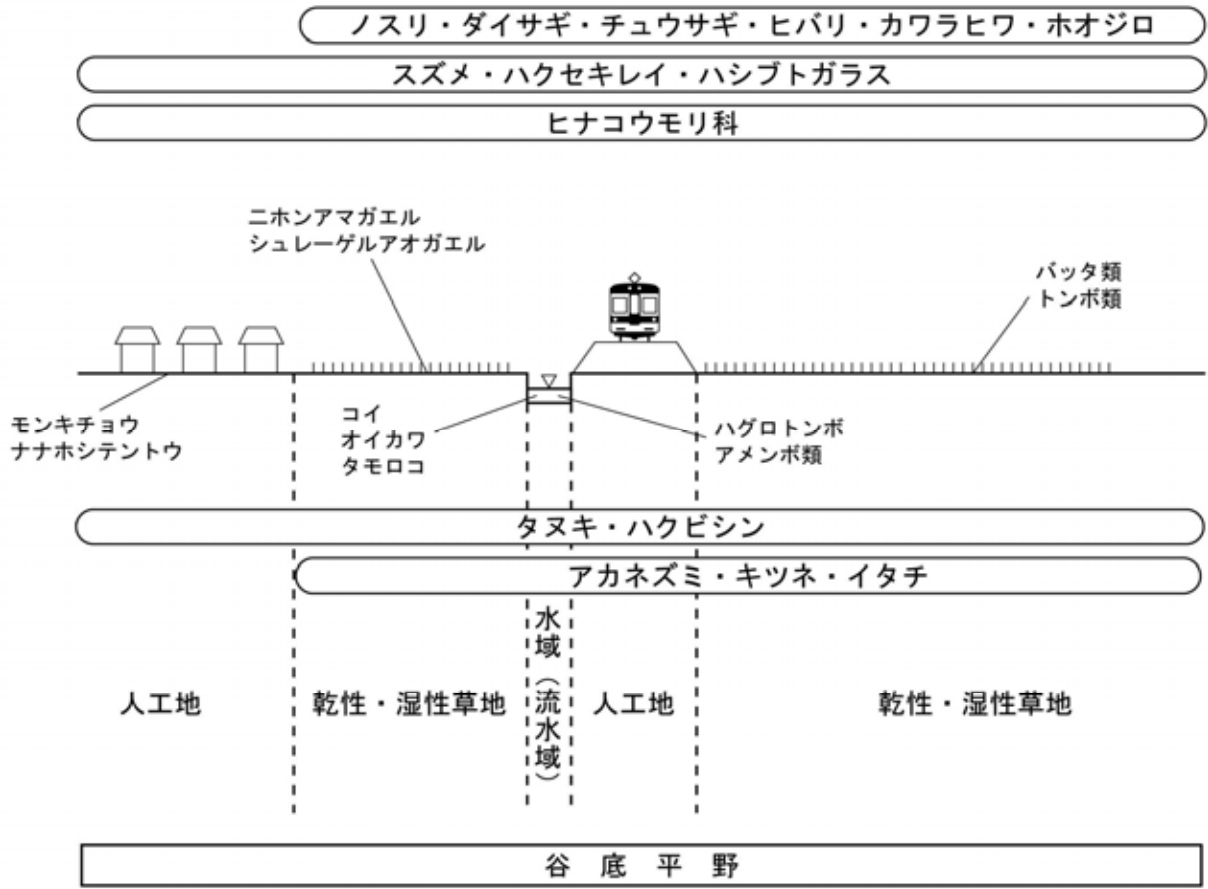 ノスリ・ダイサギ・チュウサギ・ヒバリ・カワラヒワ・ホオジロ
スズメ・ハクセキレイ・ハシブトガラス
ヒナコウモリ科
ニホンアマガエル
シュレーゲルアオガエル
バッタ類
トンボ類
モンキチョウ
ナナホシテントウ
コイ
オイカワ
タモロコ
ハグロトンボ
アメンボ類
タヌキ・ハクビシン
アカネズミ・キツネ・イタチ
人工地
乾性・湿性草地
水域（流水域）
人工地
乾性・湿性草地
谷底平野